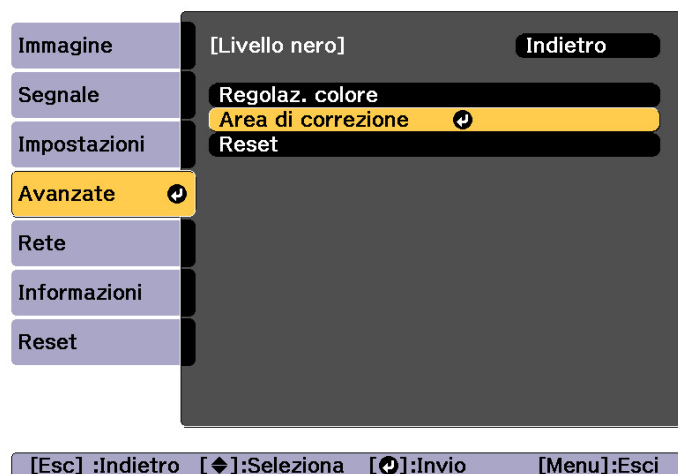 Immagine
Segnale
Impostazioni
Avanzate
Rete
Informazioni
Reset
[Livello nero] Indietro
Regolaz. colore
Area di correzione
Reset
[Esc] :Indietro [◆]:Seleziona [⏎]:Invio [Menu]:Esci